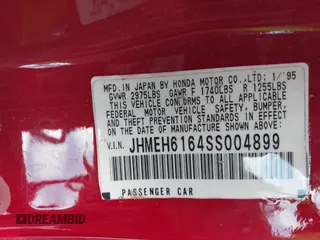 MFD. IN JAPAN BY HONDA MOTOR CO.,LTD. 1/'95
GVWR 2975LBS GAWR F 1740LBS R 1255LBS
THIS VEHICLE CONFORMS TO ALL APPLICABLE
FEDERAL MOTOR VEHICLE SAFETY, BUMPER,
AND THEFT PREVENTION STANDARDS IN
EFFECT ON THE DATE OF MANUFACTURE
SHOWN ABOVE.
V.I.N. JHMEH6164SS004899
PASSENGER CAR
DREAMBID